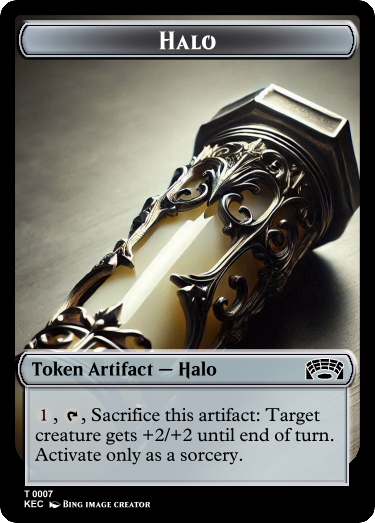 Halo
Token Artifact — Halo
1, , Sacrifice this artifact: Target
creature gets +2/+2 until end of turn.
Activate only as a sorcery.
T 0007
KEC Bing image creator